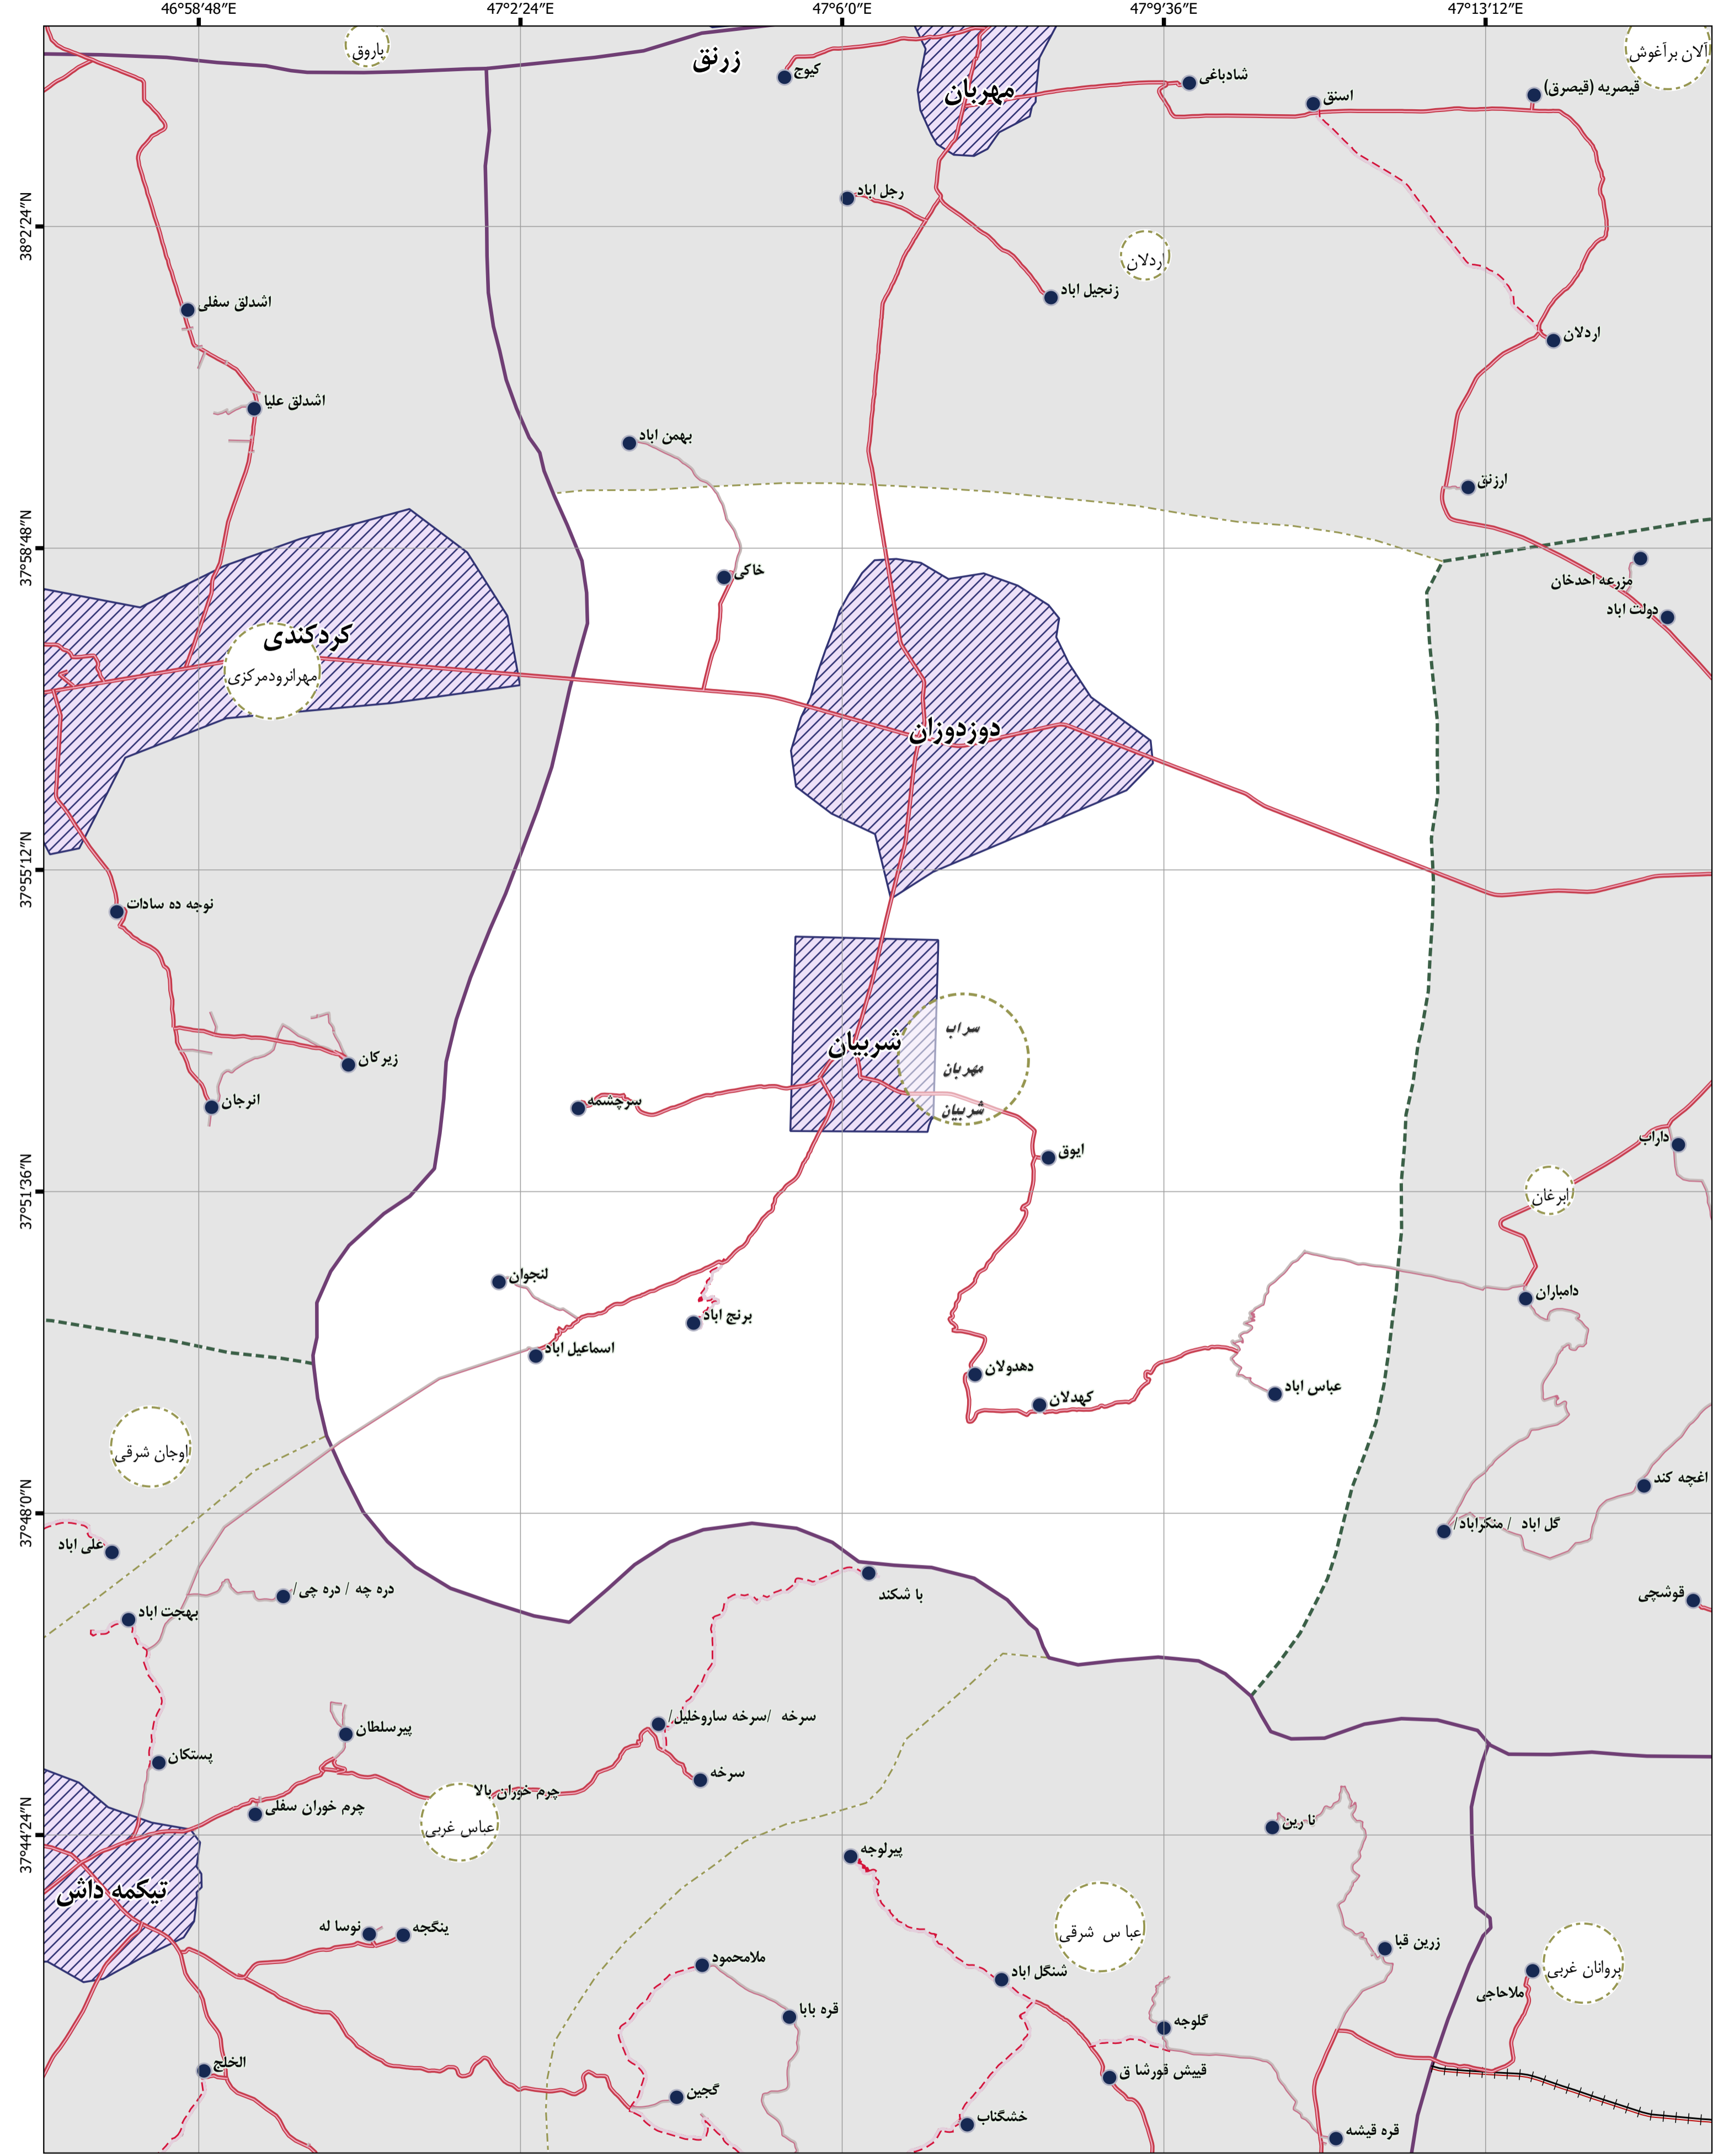 46°58′48″E
47°2′24″E
47°6′0″E
47°9′36″E
47°13′12″E
باروق
زرنق
کیوج
مهربان
شادباغی
اسنق
قیصریه (قیصرق)
آلان برآغوش
رجل اباد
38°2′24″N
اردلان
زنجیل اباد
اشدلق سفلی
اردلان
اشدلق علیا
بهمن اباد
ارزنق
37°58′48″N
خاکی
مزرعه احدخان
دولت اباد
کردکندی
مهرانرودمرکزی
دوزدوزان
37°55′12″N
نوجه ده سادات
سراب
مهربان
شربیان
شربیان
زیرکان
انرجان
سرچشمه
داراب
ایوق
37°51′36″N
ابرغان
لنجوان
دامباران
برنج اباد
اسماعیل اباد
دهدولان
عباس اباد
کهدلان
اوجان شرقی
اغچه کند
37°48′0″N
گل اباد / منکراباد/
علی اباد
دره چه / دره چی/
با شکند
قوشچی
بهجت اباد
سرخه /سرخه ساروخلیل/
پیرسلطان
پستکان
سرخه
چرم خوران بالا
چرم خوران سفلی
عباس غربی
نا رین
37°44′24″N
پیرلوجه
تیکمه داش
نوسا له
ینگجه
عبا س شرقی
زرین قبا
ملامحمود
شنگل اباد
پروانان غربی
ملاحاجی
قره بابا
گلوجه
الخلج
قییش قورشا ق
گجین
خشگناب
قره قیشه